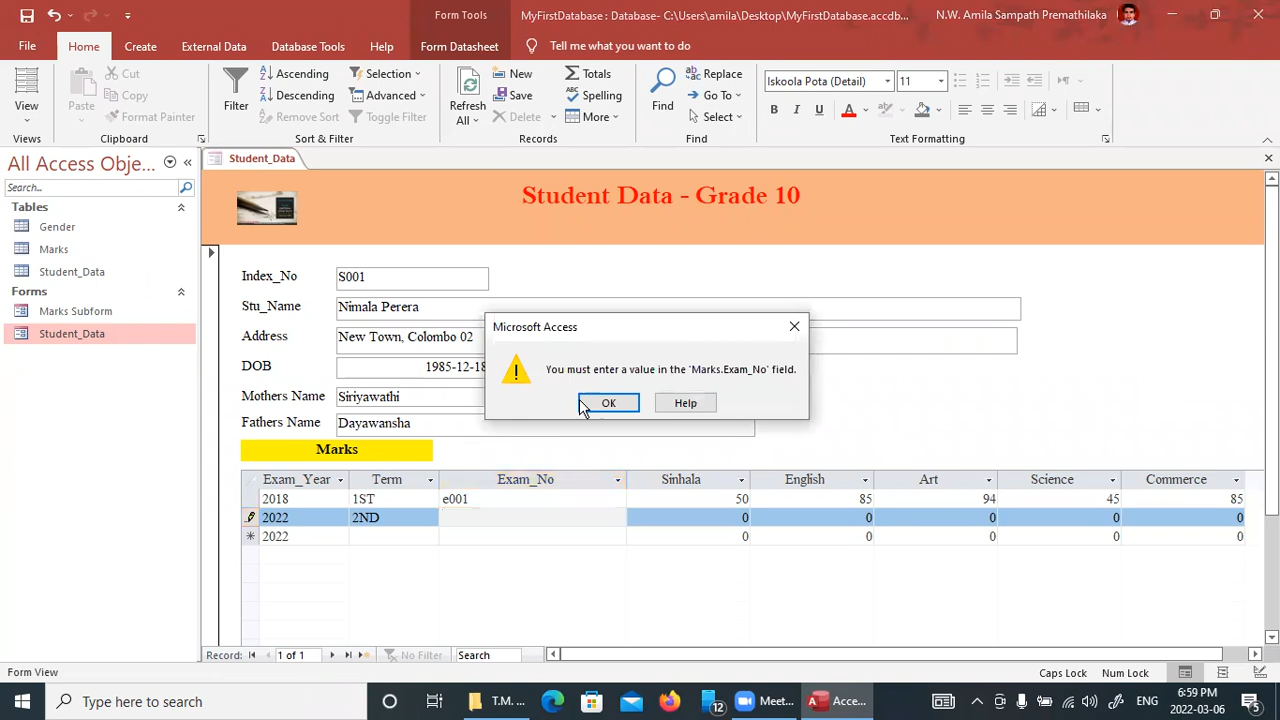 Form Tools
MyFirstDatabase : Database- C:\Users\amila\Desktop\MyFirstDatabase.accdb...
N.W. Amila Sampath Premathilaka
File Home Create External Data Database Tools Help Form Datasheet Tell me what you want to do
View
Views
Paste
Cut
Copy
Format Painter
Clipboard
Filter
Ascending
Descending
Remove Sort
Selection
Advanced
Toggle Filter
Sort & Filter
Refresh All
New
Save
Delete
Totals
Spelling
More
Records
Find
Replace
Go To
Select
Find
Iskoola Pota (Detail) 11
B I U A
Text Formatting
All Access Obje...
Search...
Tables
Gender
Marks
Student_Data
Forms
Marks Subform
Student_Data
Student_Data
Student Data - Grade 10
Index_No S001
Stu_Name Nimala Perera
Address New Town, Colombo 02
DOB 1985-12-18
Mothers Name Siriyawathi
Fathers Name Dayawansha
Microsoft Access
You must enter a value in the 'Marks.Exam_No' field.
OK Help
Marks
Exam_Year Term Exam_No Sinhala English Art Science Commerce
2018 1ST e001 50 85 94 45 85
2022 2ND 0 0 0 0 0
2022 0 0 0 0 0
Record: 1 of 1 No Filter Search
Form View Caps Lock Num Lock
Type here to search
T.M. ...
12
Meet...
Acce...
ENG
6:59 PM
2022-03-06
5